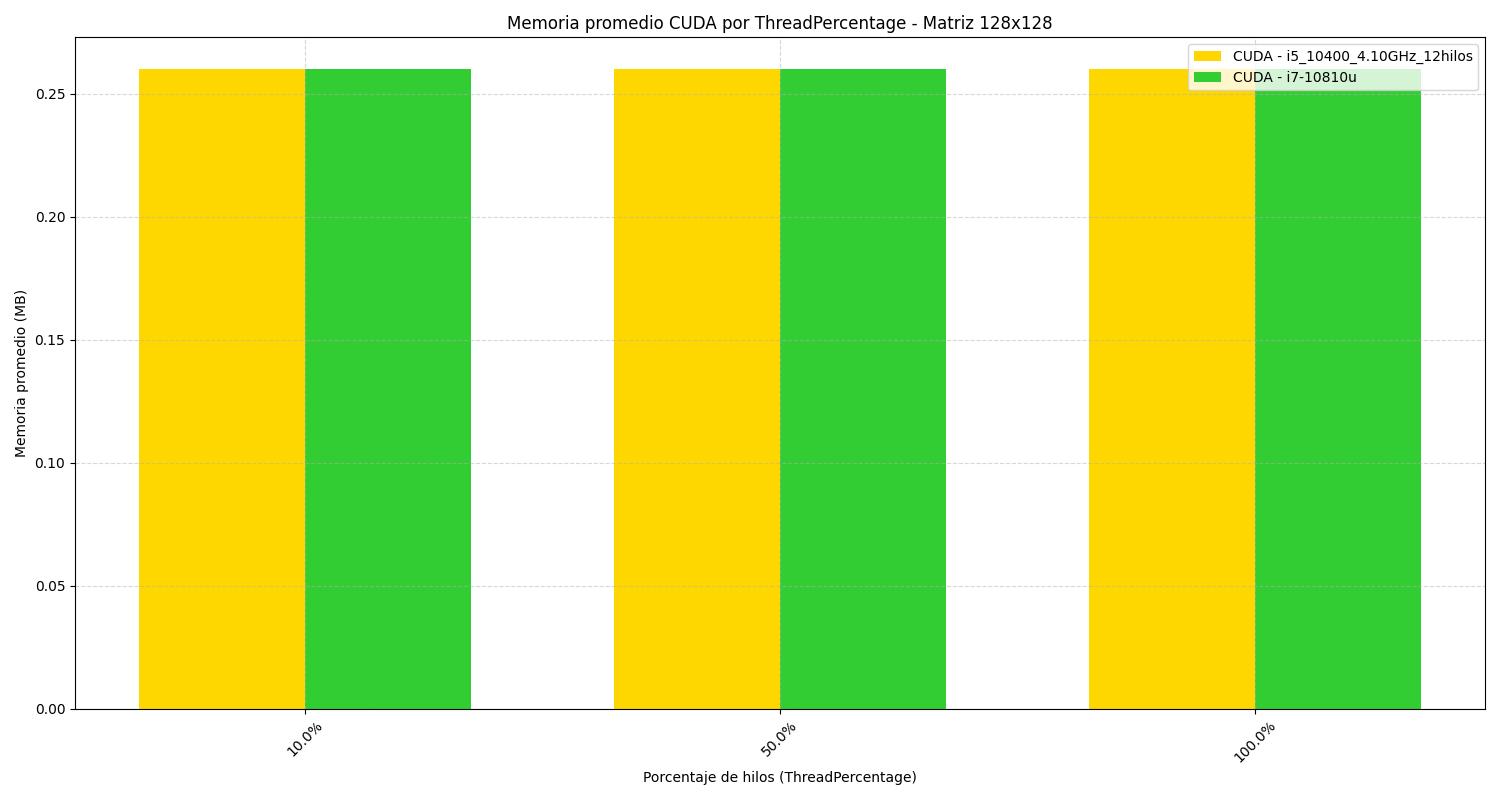 Memoria promedio CUDA por ThreadPercentage - Matriz 128x128
CUDA - i5_10400_4.10GHz_12hilos
CUDA - i7-10810u
Memoria promedio (MB)
0.25
0.20
0.15
0.10
0.05
0.00
10.0%
50.0%
100.0%
Porcentaje de hilos (ThreadPercentage)